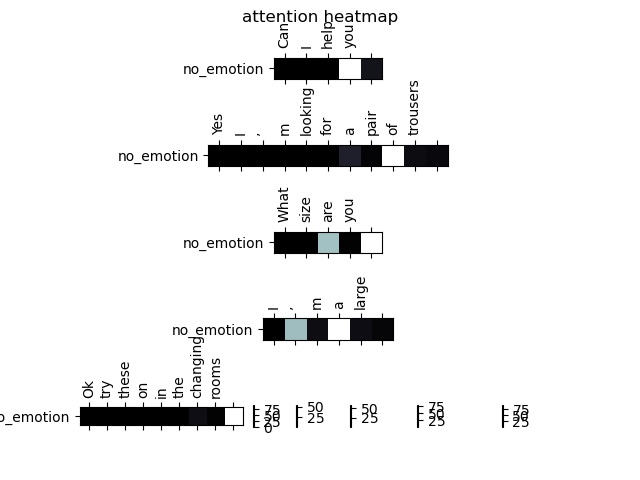 attention heatmap
Can I help you
no_emotion
Yes I , m looking for a pair of trousers
no_emotion
What size are you
no_emotion
I , m a large
no_emotion
Ok try these on in the changing rooms
o_emotion
75 50 25 0
50 25
50 25
75 50 25
75 50 25